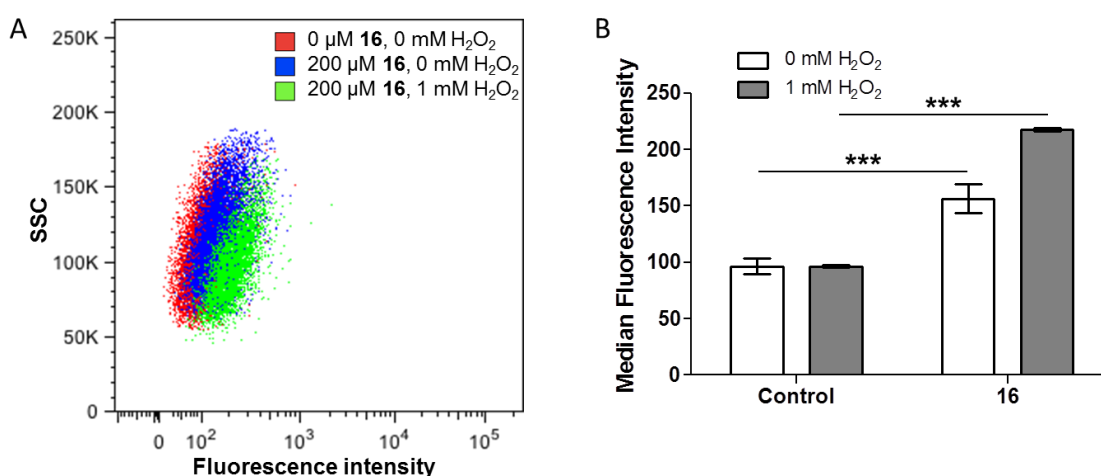 A
250K
200K
150K
100K
50K
0
SSC
0 µM 16, 0 mM H₂O₂
200 µM 16, 0 mM H₂O₂
200 µM 16, 1 mM H₂O₂
0 10² 10³ 10⁴ 10⁵
Fluorescence intensity
B
0 mM H₂O₂
1 mM H₂O₂
Median Fluorescence Intensity
250
200
150
100
50
0
***
***
Control 16